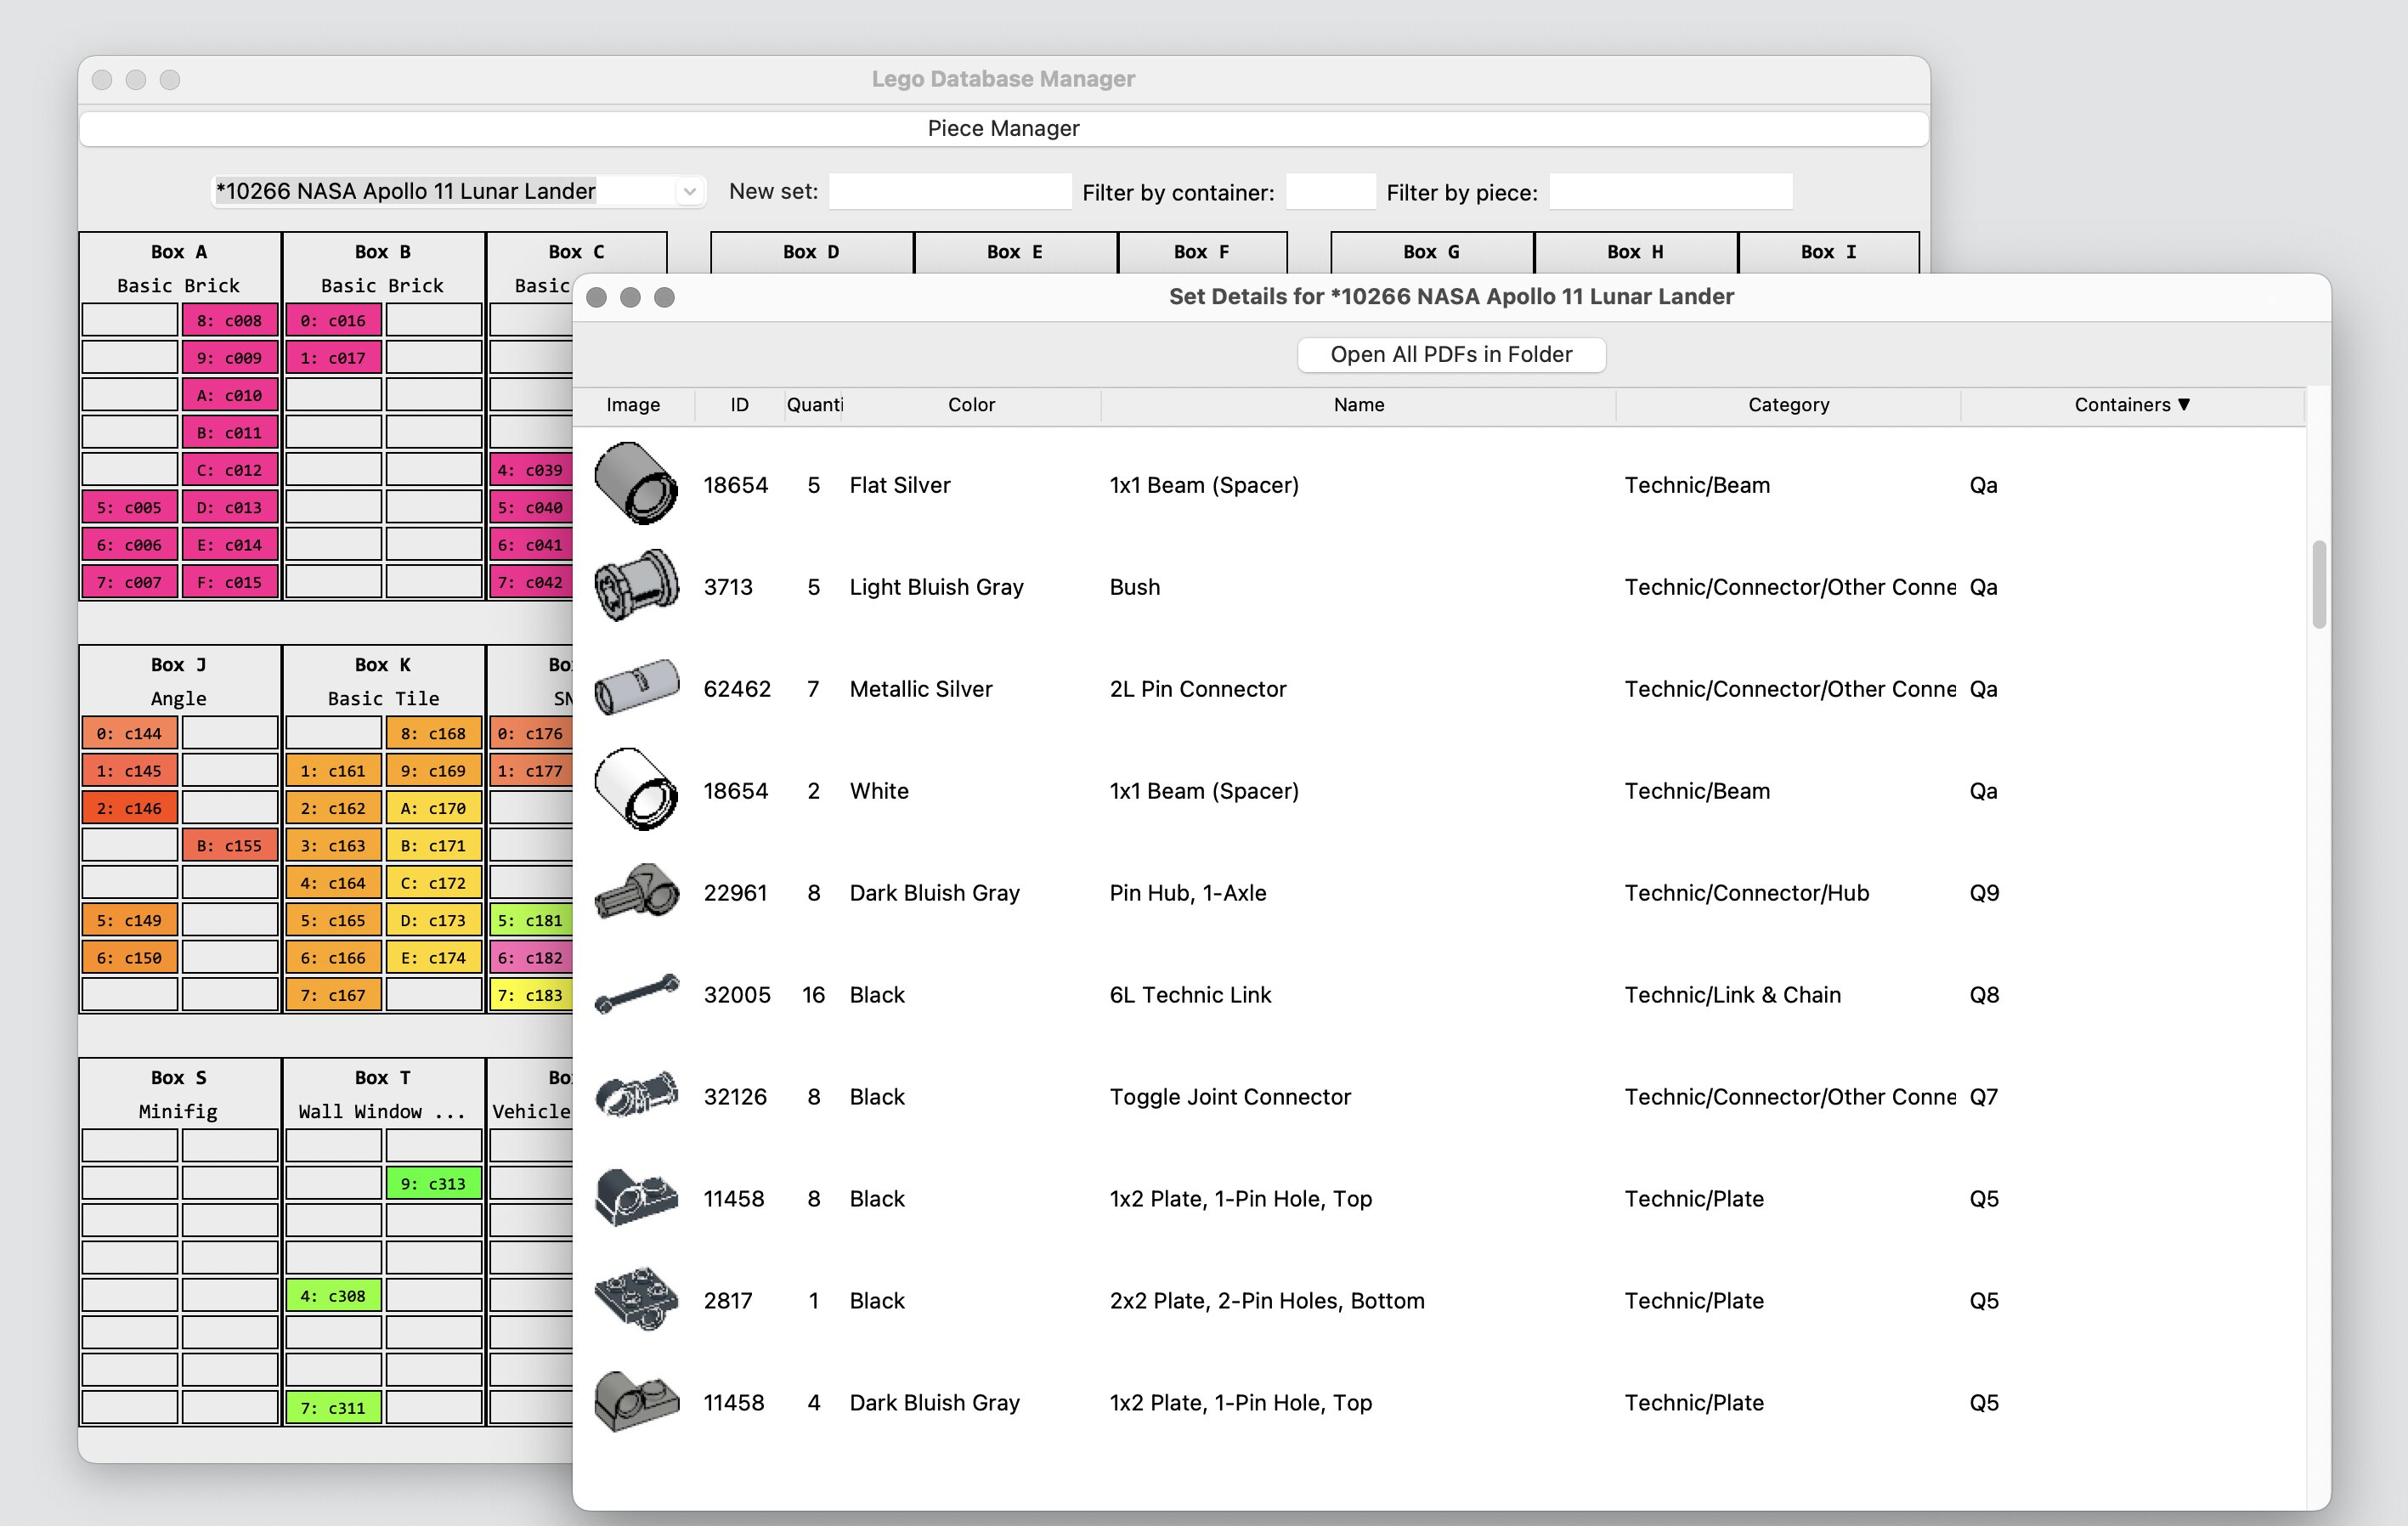 Lego Database Manager
Piece Manager
*10266 NASA Apollo 11 Lunar Lander New set: Filter by container: Filter by piece:
Box A Box B Box C Box D Box E Box F Box G Box H Box I
Basic Brick Basic Brick Basic
8: c008 0: c016
9: c009 1: c017
A: c010
B: c011
C: c012 4: c039
5: c005 D: c013 5: c040
6: c006 E: c014 6: c041
7: c007 F: c015 7: c042
Box J Box K Bo
Angle Basic Tile SN
0: c144 8: c168 0: c176
1: c145 1: c161 9: c169 1: c177
2: c146 2: c162 A: c170
B: c155 3: c163 B: c171
4: c164 C: c172
5: c149 5: c165 D: c173 5: c181
6: c150 6: c166 E: c174 6: c182
7: c167 7: c183
Box S Box T Bo
Minifig Wall Window ... Vehicle
9: c313
4: c308
7: c311
Set Details for *10266 NASA Apollo 11 Lunar Lander
Open All PDFs in Folder
Image ID Quanti Color Name Category Containers ▼
18654 5 Flat Silver 1x1 Beam (Spacer) Technic/Beam Qa
3713 5 Light Bluish Gray Bush Technic/Connector/Other Conne Qa
62462 7 Metallic Silver 2L Pin Connector Technic/Connector/Other Conne Qa
18654 2 White 1x1 Beam (Spacer) Technic/Beam Qa
22961 8 Dark Bluish Gray Pin Hub, 1-Axle Technic/Connector/Hub Q9
32005 16 Black 6L Technic Link Technic/Link & Chain Q8
32126 8 Black Toggle Joint Connector Technic/Connector/Other Conne Q7
11458 8 Black 1x2 Plate, 1-Pin Hole, Top Technic/Plate Q5
2817 1 Black 2x2 Plate, 2-Pin Holes, Bottom Technic/Plate Q5
11458 4 Dark Bluish Gray 1x2 Plate, 1-Pin Hole, Top Technic/Plate Q5